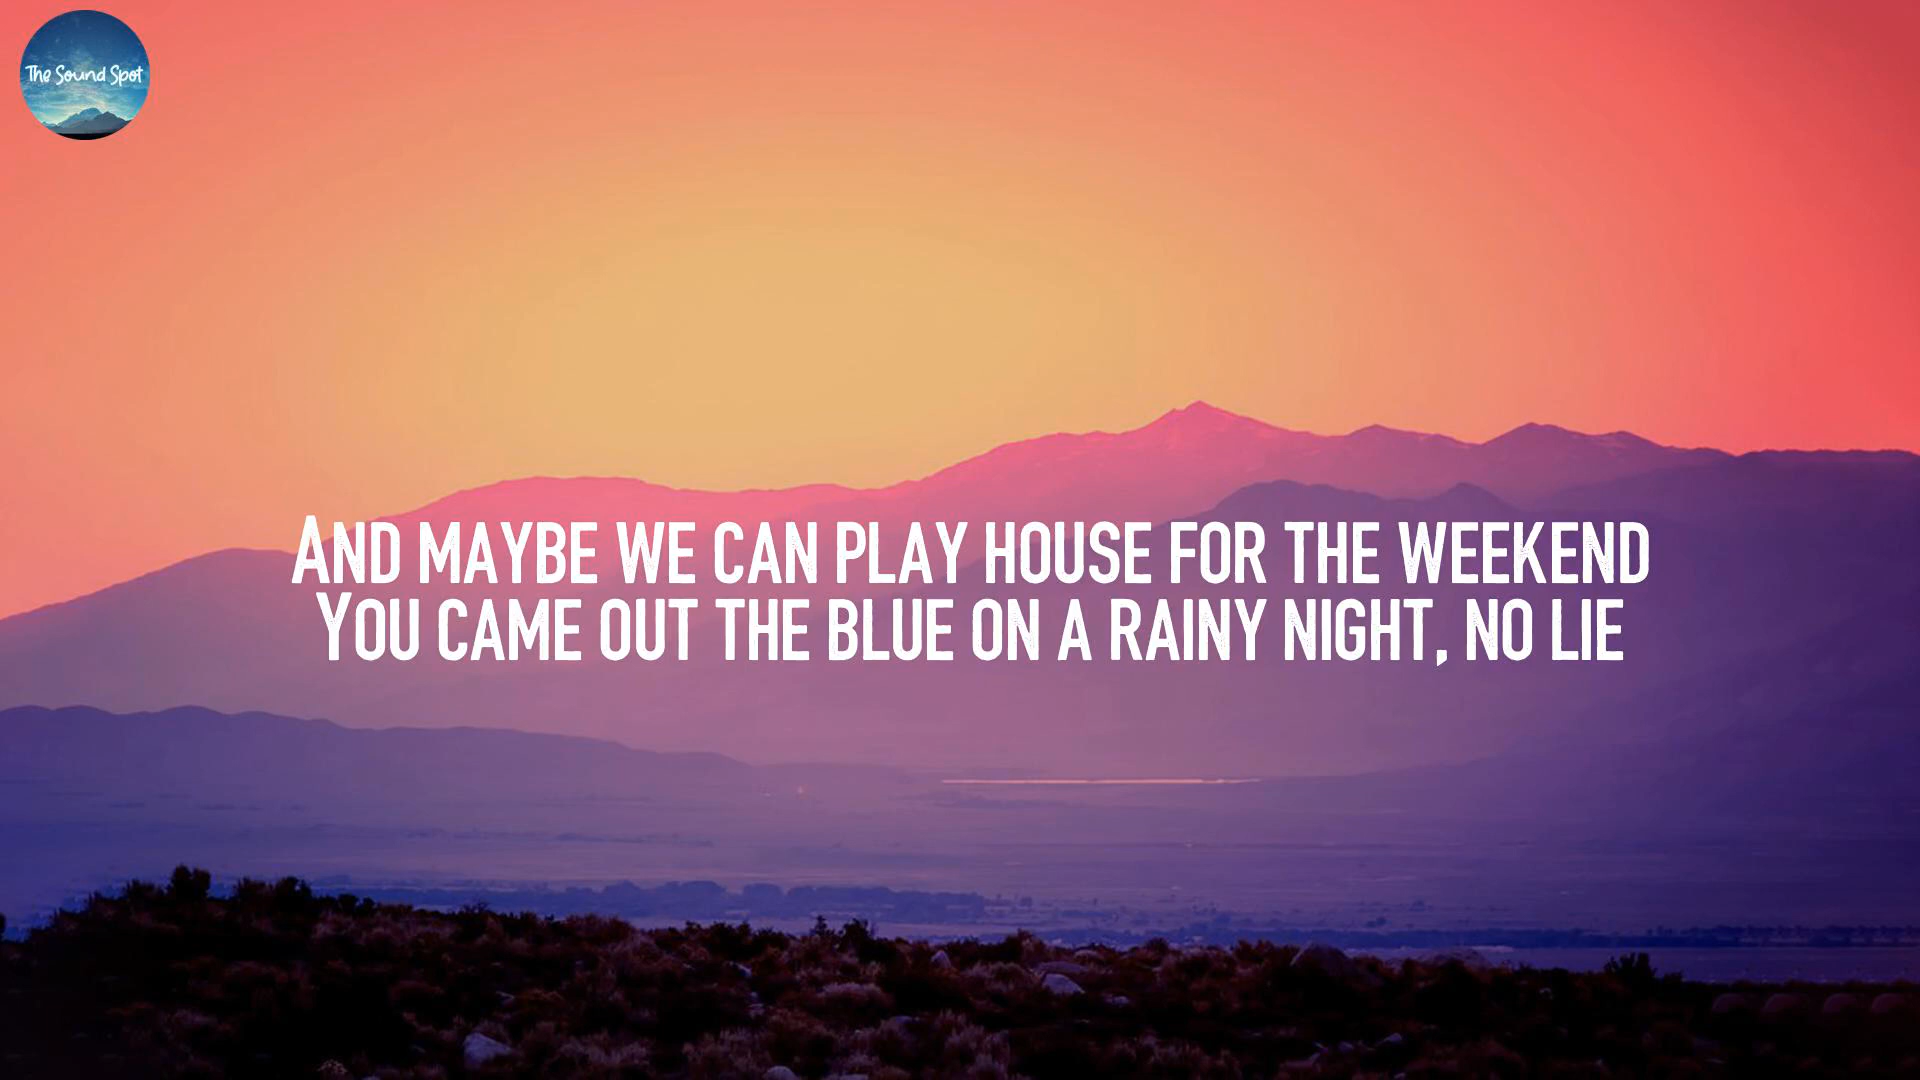 The Sound Spot
And maybe we can play house for the weekend
You came out the blue on a rainy night, no lie